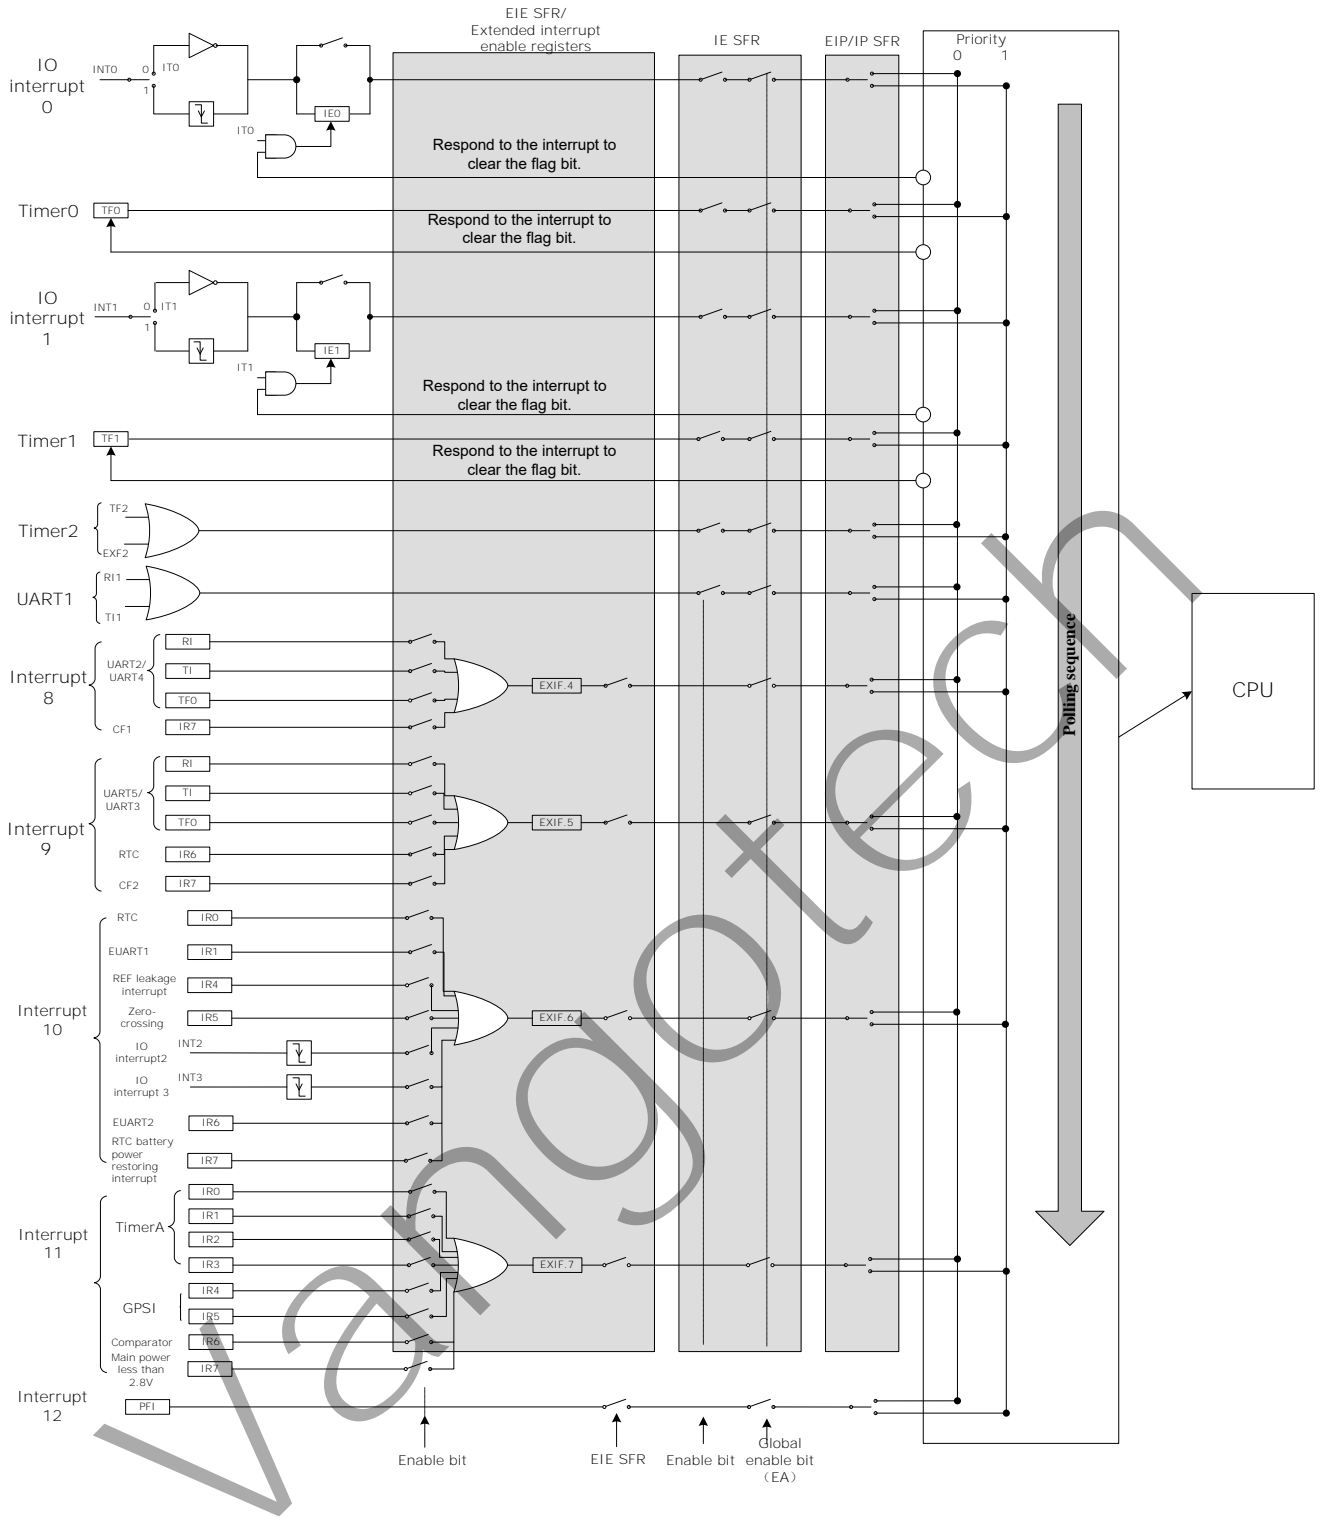 EIE SFR/
Extended interrupt
enable registers
IE SFR
EIP/IP SFR
Priority
0 1
IO
interrupt
0
INT0
0
IT0
1
IE0
IT0
Respond to the interrupt to
clear the flag bit.
Timer0
TF0
Respond to the interrupt to
clear the flag bit.
IO
interrupt
1
INT1
0
IT1
1
IE1
IT1
Respond to the interrupt to
clear the flag bit.
Timer1
TF1
Respond to the interrupt to
clear the flag bit.
Timer2
TF2
EXF2
UART1
RI1
TI1
Interrupt
8
UART2/
UART4
RI
TI
TF0
CF1
IR7
EXIF.4
Interrupt
9
UART5/
UART3
RI
TI
TF0
RTC
IR6
CF2
IR7
EXIF.5
Interrupt
10
RTC
IR0
EUART1
IR1
REF leakage
interrupt
IR4
Zero-
crossing
IR5
IO
interrupt2
INT2
IO
interrupt 3
INT3
EUART2
IR6
RTC battery
power
restoring
interrupt
IR7
EXIF.6
Interrupt
11
TimerA
IR0
IR1
IR2
IR3
GPSI
IR4
IR5
Comparator
IR6
Main power
less than
2.8V
IR7
EXIF.7
Interrupt
12
PFI
Enable bit
EIE SFR
Enable bit
Global
enable bit
(EA)
Polling sequence
CPU
Vangotech